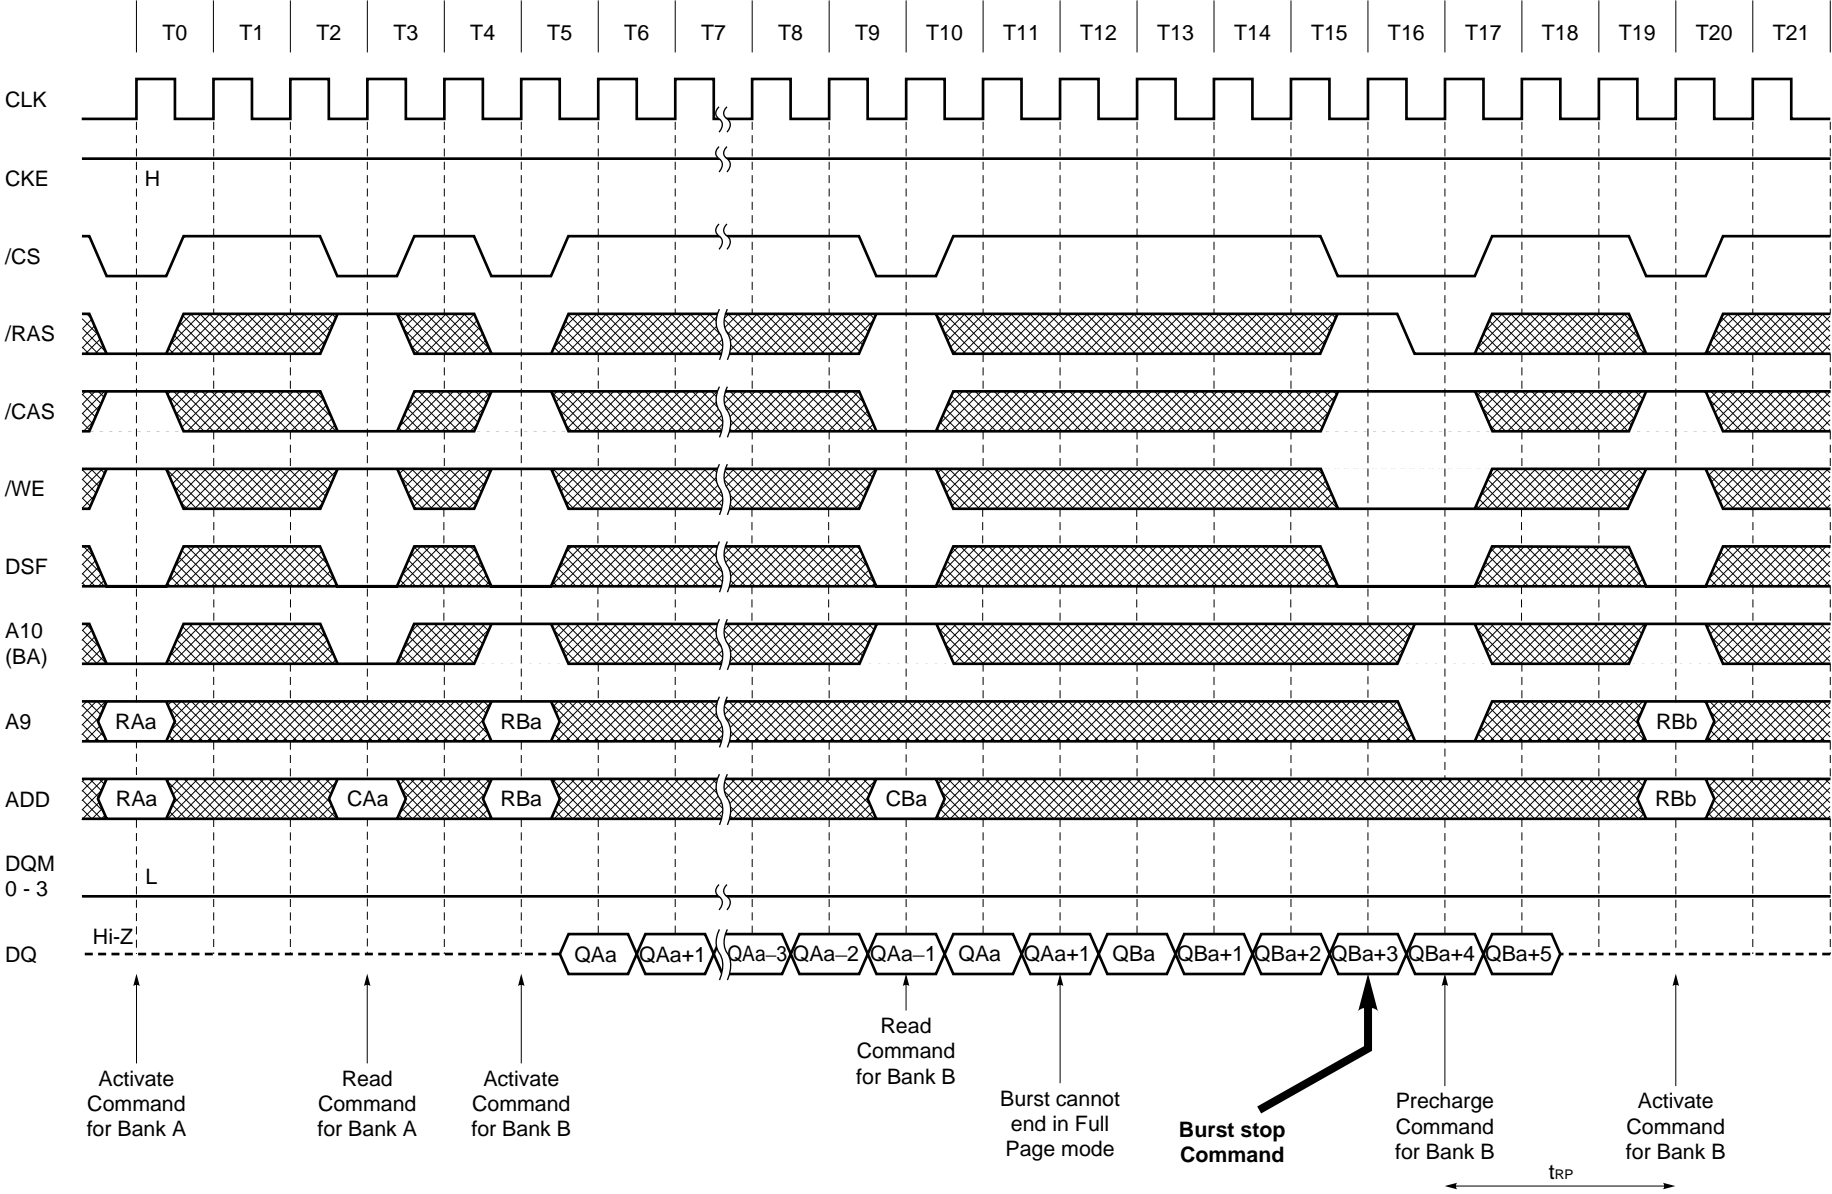 T0 T1 T2 T3 T4 T5 T6 T7 T8 T9 T10 T11 T12 T13 T14 T15 T16 T17 T18 T19 T20 T21
CLK
CKE H
/CS
/RAS
/CAS
/WE
DSF
A10
(BA)
A9 RAa RBa RBb
ADD RAa CAa RBa CBa RBb
DQM
0 - 3 L
DQ Hi-Z QAa QAa+1 QAa–3 QAa–2 QAa–1 QAa QAa+1 QBa QBa+1 QBa+2 QBa+3 QBa+4 QBa+5
Activate
Command
for Bank A
Read
Command
for Bank A
Activate
Command
for Bank B
Read
Command
for Bank B
Burst cannot
end in Full
Page mode
Burst stop
Command
Precharge
Command
for Bank B
Activate
Command
for Bank B
tRP